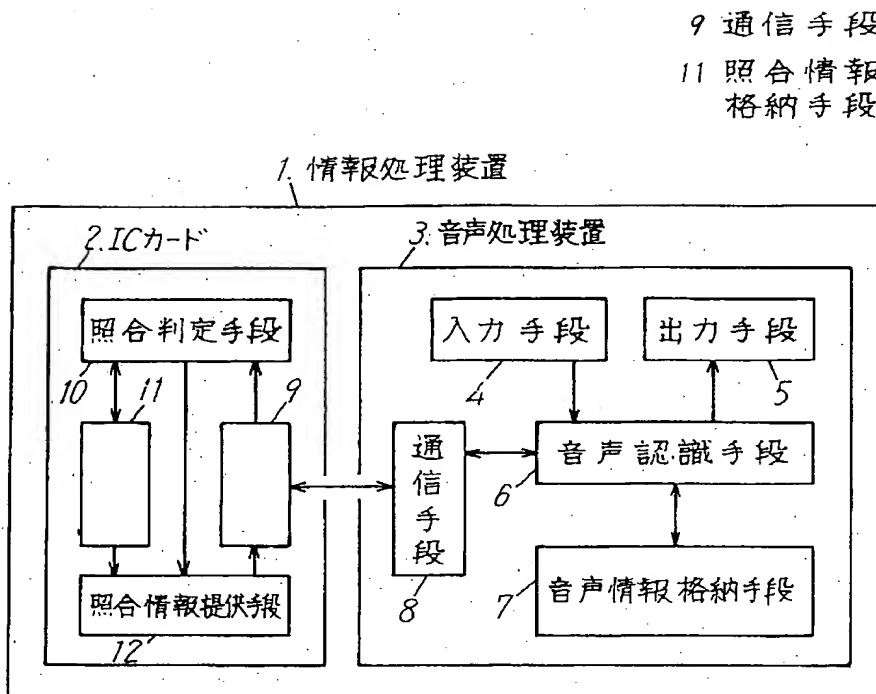 9 通信手段
11 照合情報
格納手段
1. 情報処理装置
2. ICカード
3. 音声処理装置
照合判定手段
入力手段
出力手段
10
11
9
4
5
通信手段
音声認識手段
6
照合情報提供手段
音声情報格納手段
7
8
12